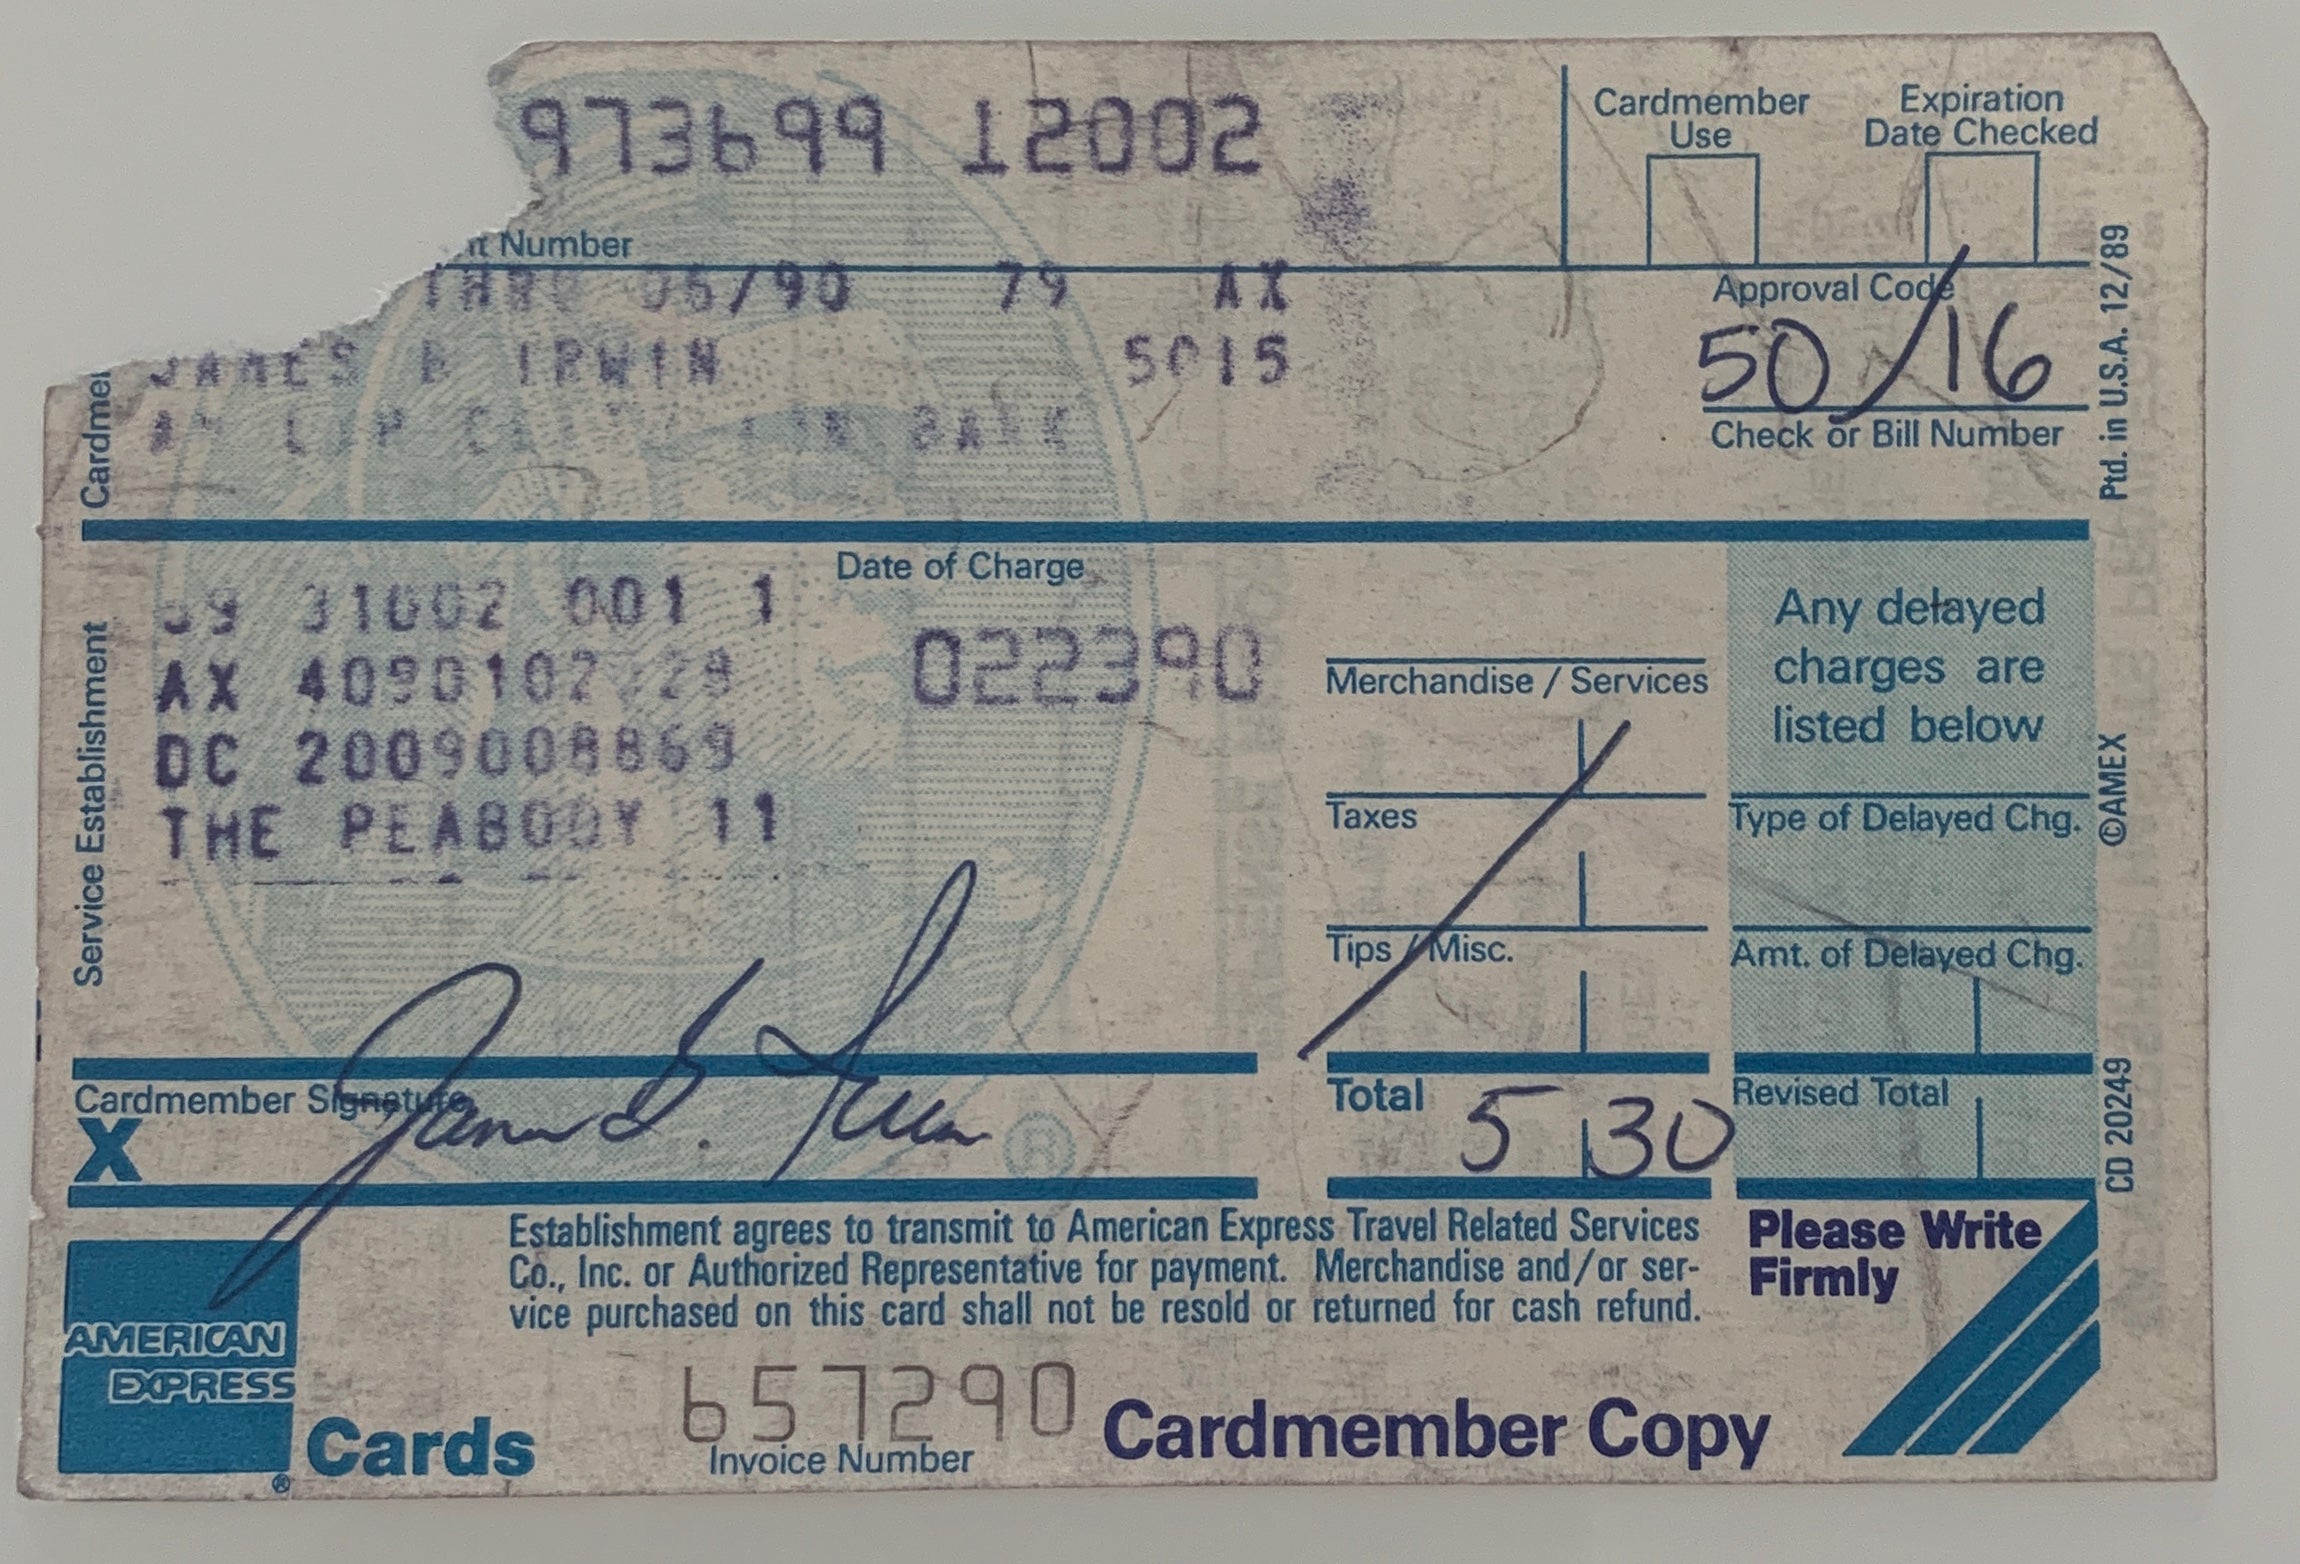 973699 12002
Cardmember Use
Expiration Date Checked
Number
THRU 06/90 79 AX
Approval Code
JAMES B IRWIN 5015
50/16
Check or Bill Number
Ptd. in U.S.A. 12/89
Date of Charge
31002 001 1
022390
AX
DC 2009008869
THE PEABODY 11
Service Establishment
Merchandise / Services
Taxes
Tips / Misc.
Total 5 30
Any delayed
charges are
listed below
Type of Delayed Chg.
Amt. of Delayed Chg.
Revised Total
©AMEX
CD 20249
Cardmember Signature
X James B. Irwin
Establishment agrees to transmit to American Express Travel Related Services
Co., Inc. or Authorized Representative for payment. Merchandise and/or ser-
vice purchased on this card shall not be resold or returned for cash refund.
Please Write
Firmly
AMERICAN
EXPRESS
®
Cards
657290
Invoice Number
Cardmember Copy